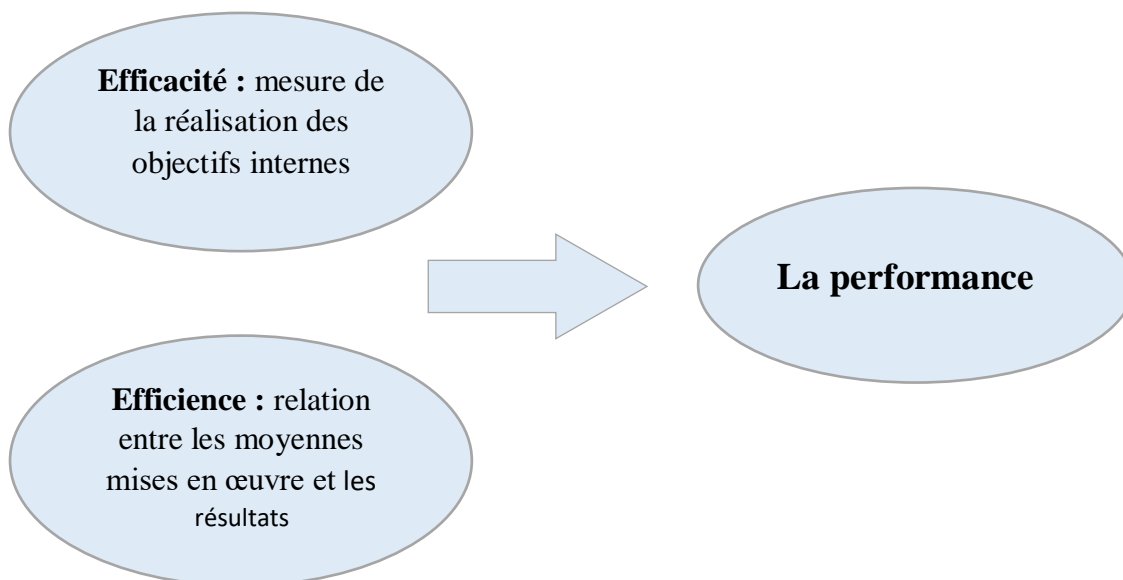 Efficacité : mesure de
la réalisation des
objectifs internes
La performance
Efficience : relation
entre les moyennes
mises en œuvre et les
résultats